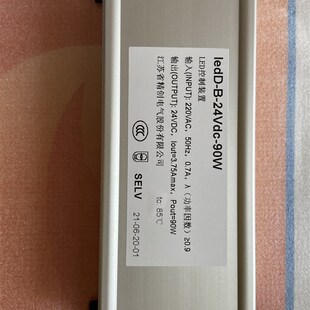 ledD-B-24Vdc-90W
LED控制装置
输入(INPUT): 220VAC, 50Hz, 0.7A, λ（功率因数）≥0.9
输出(OUTPUT): 24VDC, Iout=3.75Amax, Pout=90W
江苏省精创电气股份有限公司
CCC
SELV
tc: 85℃
21-06-20-01